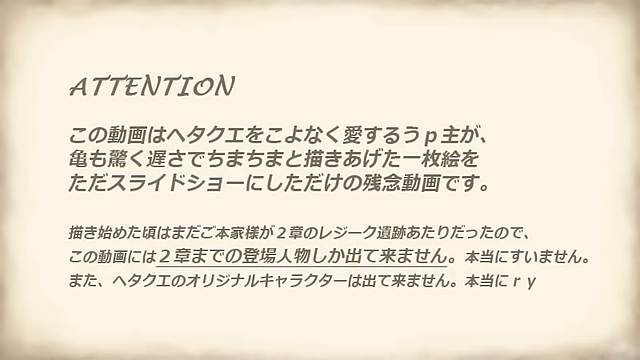 ATTENTION
この動画はヘタクエをこよなく愛するうｐ主が、
亀も驚く遅さでちまちまと描きあげた一枚絵を
ただスライドショーにしただけの残念動画です。
描き始めた頃はまだご本家様が２章のレジーク遺跡あたりだったので、
この動画には２章までの登場人物しか出て来ません。本当にすいません。
また、ヘタクエのオリジナルキャラクターは出て来ません。本当にｒｙ